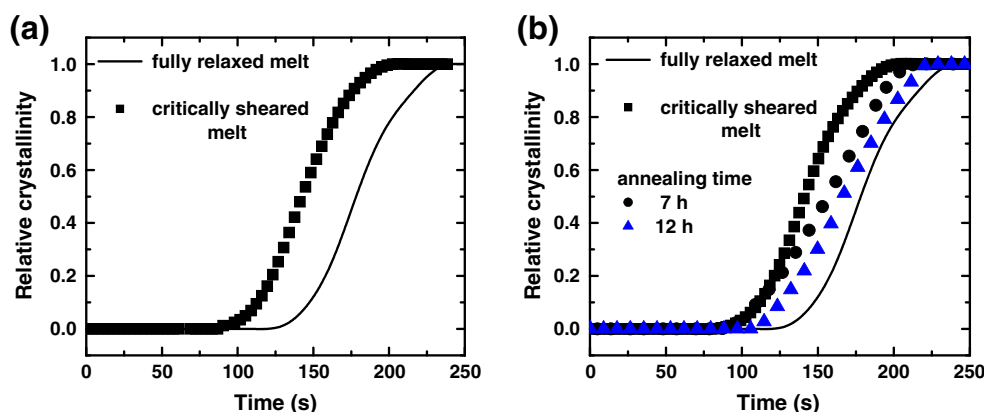 (a)
fully relaxed melt
critically sheared
melt
Relative crystallinity
1.0
0.8
0.6
0.4
0.2
0.0
0 50 100 150 200 250
Time (s)
(b)
fully relaxed melt
critically sheared
melt
annealing time
7 h
12 h
Relative crystallinity
1.0
0.8
0.6
0.4
0.2
0.0
0 50 100 150 200 250
Time (s)